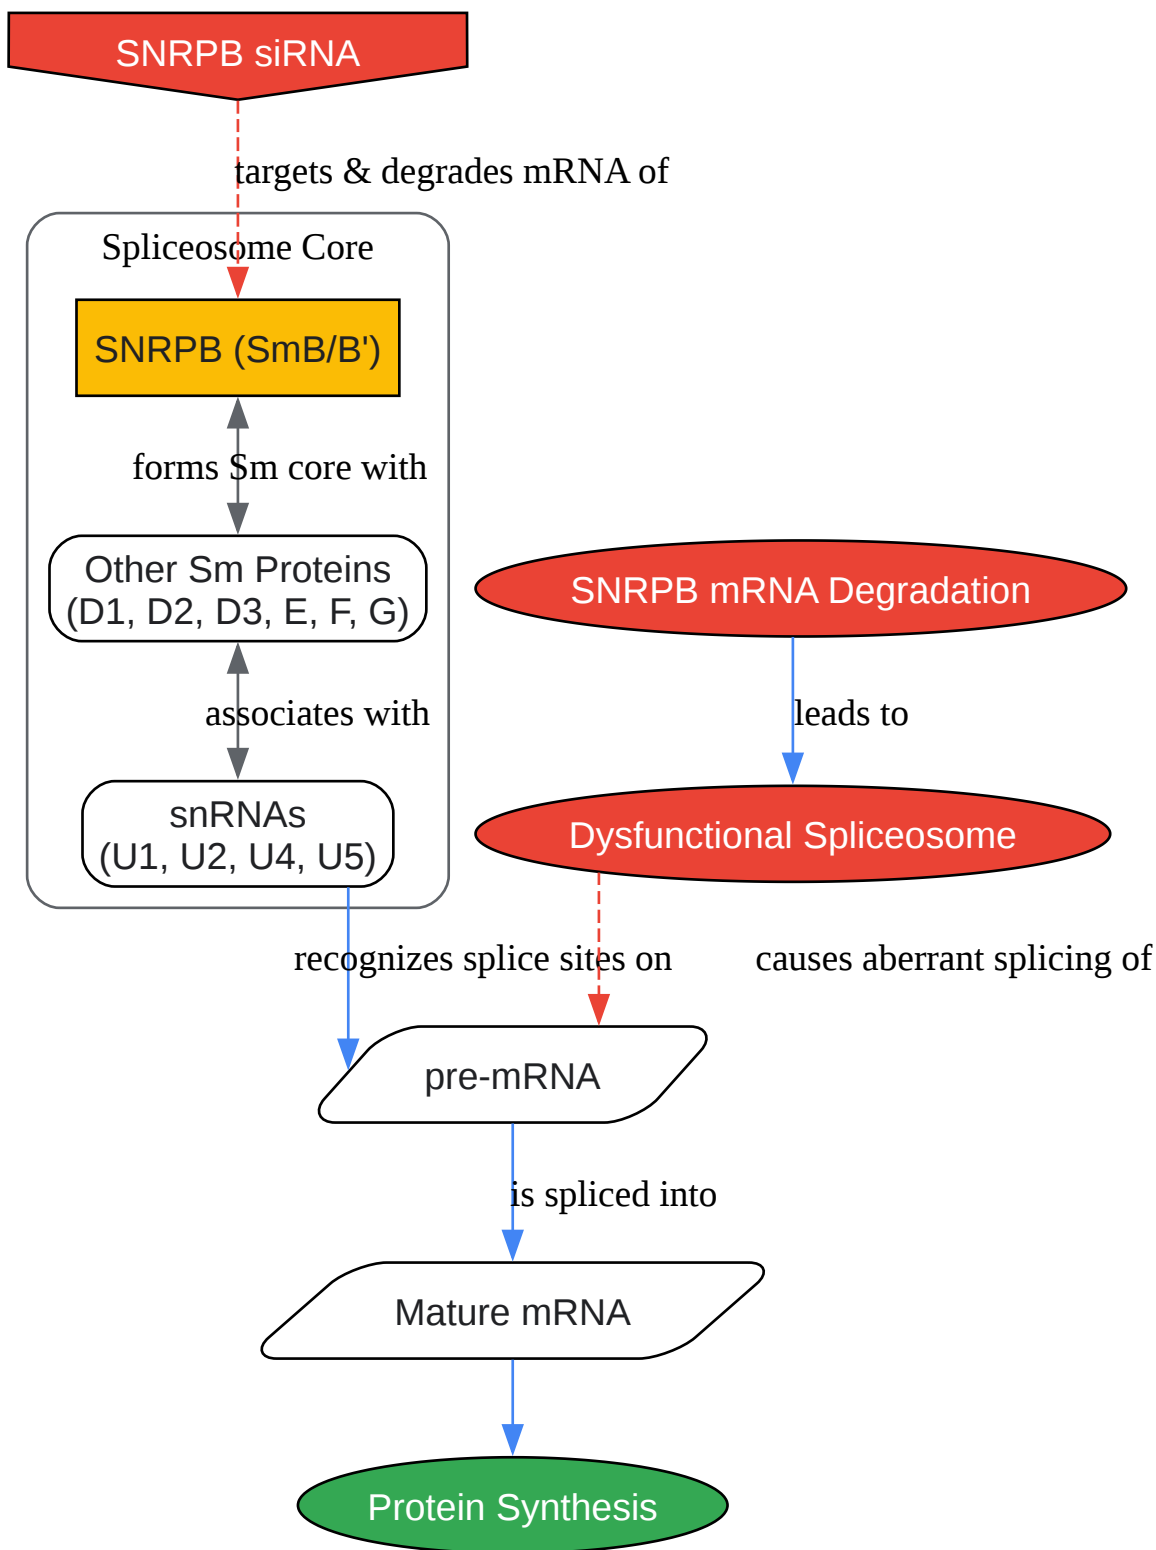 SNRPB siRNA
targets & degrades mRNA of
Spliceosome Core
SNRPB (SmB/B')
forms Sm core with
Other Sm Proteins
(D1, D2, D3, E, F, G)
SNRPB mRNA Degradation
associates with
leads to
snRNAs
(U1, U2, U4, U5)
Dysfunctional Spliceosome
recognizes splice sites on
causes aberrant splicing of
pre-mRNA
is spliced into
Mature mRNA
Protein Synthesis